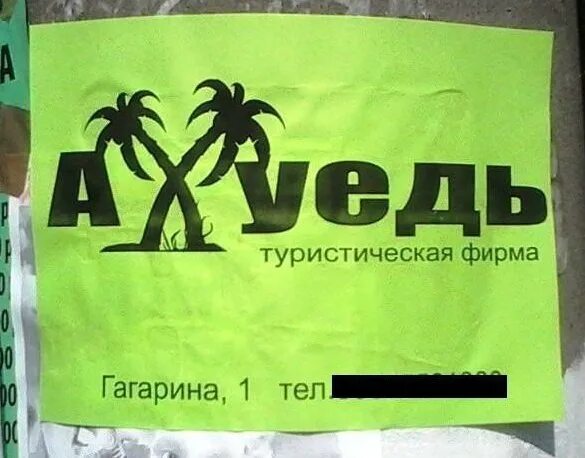 АХУЕДЬ
туристическая фирма
Гагарина, 1 тел.
А